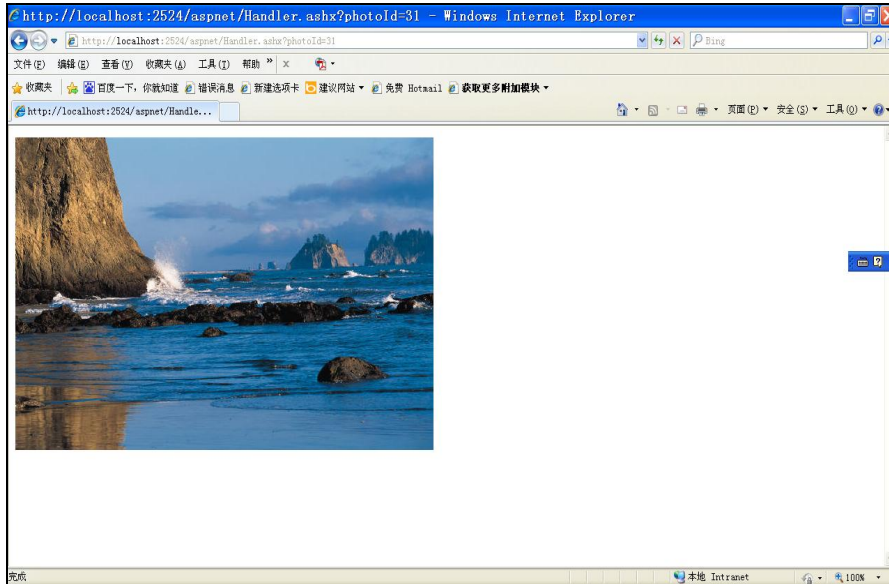 http://localhost:2524/aspnet/Handler.ashx?photoId=31 - Windows Internet Explorer
http://localhost:2524/aspnet/Handler.ashx?photoId=31
Bing
文件(F) 编辑(E) 查看(V) 收藏夹(A) 工具(T) 帮助 » x
收藏夹 百度一下，你就知道 错误消息 新建选项卡 建议网站 免费 Hotmail 获取更多附加模块
http://localhost:2524/aspnet/Handle...
页面(P) 安全(S) 工具(O)
完成
本地 Intranet
100%